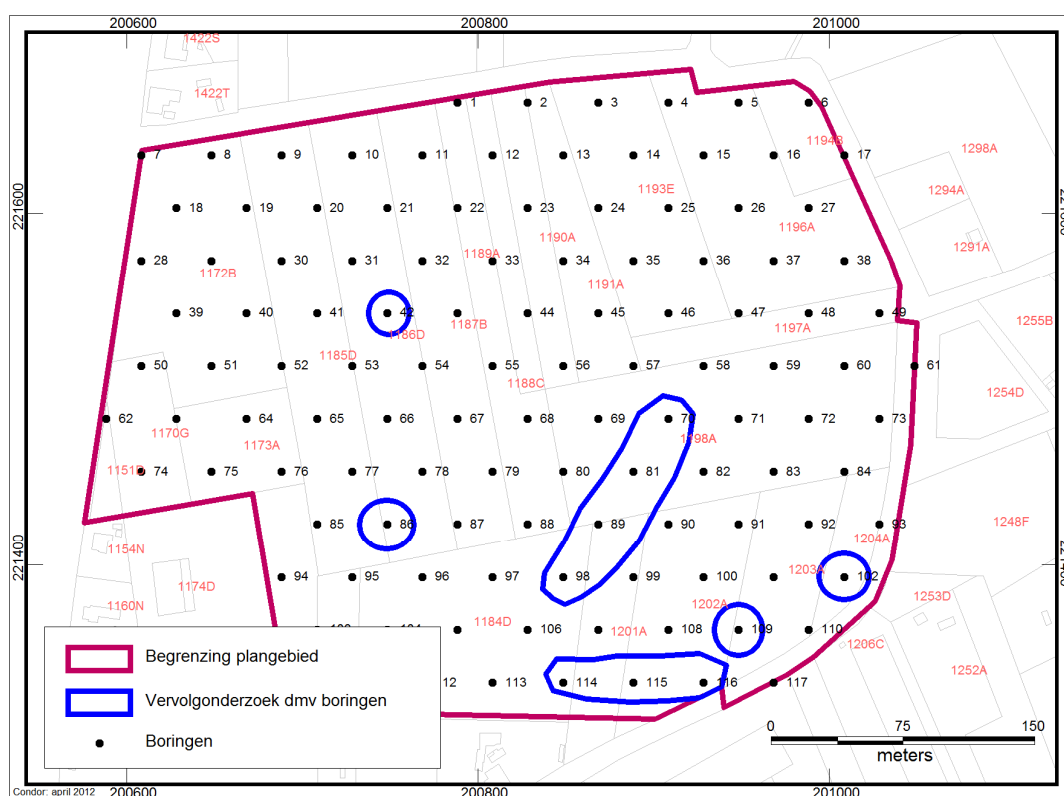 200600 200800 201000
1422S
1422T
1 2 3 4 5 6
1194B
7 8 9 10 11 12 13 14 15 16 17
1298A
1193E
1294A
221600
18 19 20 21 22 23 24 25 26 27
1196A
1190A
1189A
1291A
28 30 31 32 33 34 35 36 37 38
1172B
1191A
39 40 41 42 44 45 46 47 48 49
1187B
1197A
1255B
1186D
1185D
50 51 52 53 54 55 56 57 58 59 60 61
1188C
1254D
62 64 65 66 67 68 69 70 71 72 73
1170G
1173A
1198A
74 75 76 77 78 79 80 81 82 83 84
85 86 87 88 89 90 91 92 93
1248F
1204A
1154N
221400
94 95 96 97 98 99 100 102
1203A
1174D
1253D
1160N
1202A
1184D
106 1201A 108 109 110
1206C
1252A
Begrenzing plangebied
Vervolgonderzoek dmv boringen
Boringen
113 114 115 116 117
0 75 150
meters
Condor: april 2012
200600 200800 201000